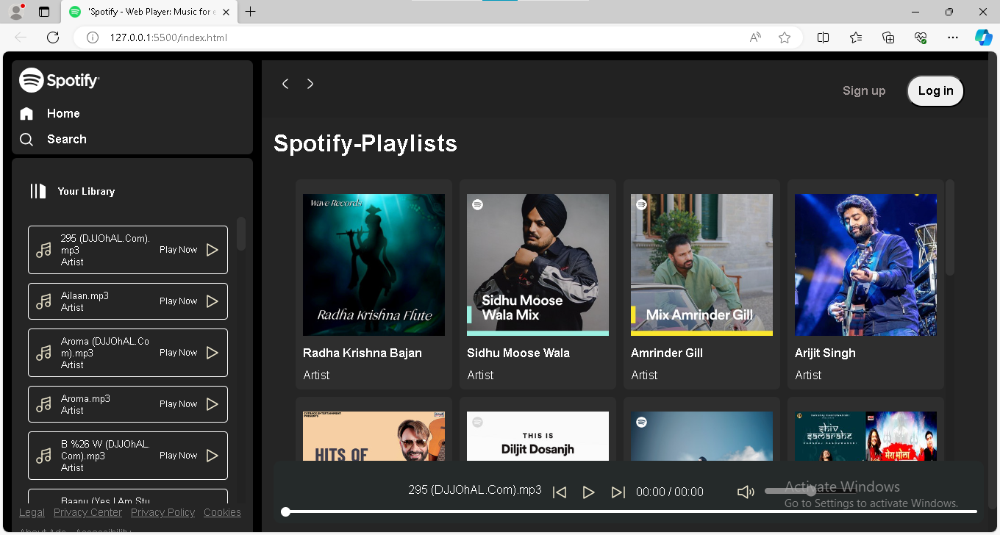 'Spotify - Web Player: Music for e
127.0.0.1:5500/index.html
Spotify
Home
Search
Your Library
295 (DJJOhAL.Com).
mp3
Artist
Play Now
Ailaan.mp3
Artist
Play Now
Aroma (DJJOhAL.Co
m).mp3
Artist
Play Now
Aroma.mp3
Artist
Play Now
B %26 W (DJJOhAL.
Com).mp3
Artist
Play Now
Baanu (Yes I Am Stu
Legal Privacy Center Privacy Policy Cookies
About Ads Accessibility
Sign up
Log in
Spotify-Playlists
Wave Records
Radha Krishna Flute
Radha Krishna Bajan
Artist
Sidhu Moose
Wala Mix
Sidhu Moose Wala
Artist
Mix Amrinder Gill
Amrinder Gill
Artist
Arijit Singh
Artist
CATRACK ENTERTAINMENT
PRESENTS
HITS OF
THIS IS
Diljit Dosanjh
shiv
samarahe
मेरा भोला
295 (DJJOhAL.Com).mp3
00:00 / 00:00
Activate Windows
Go to Settings to activate Windows.